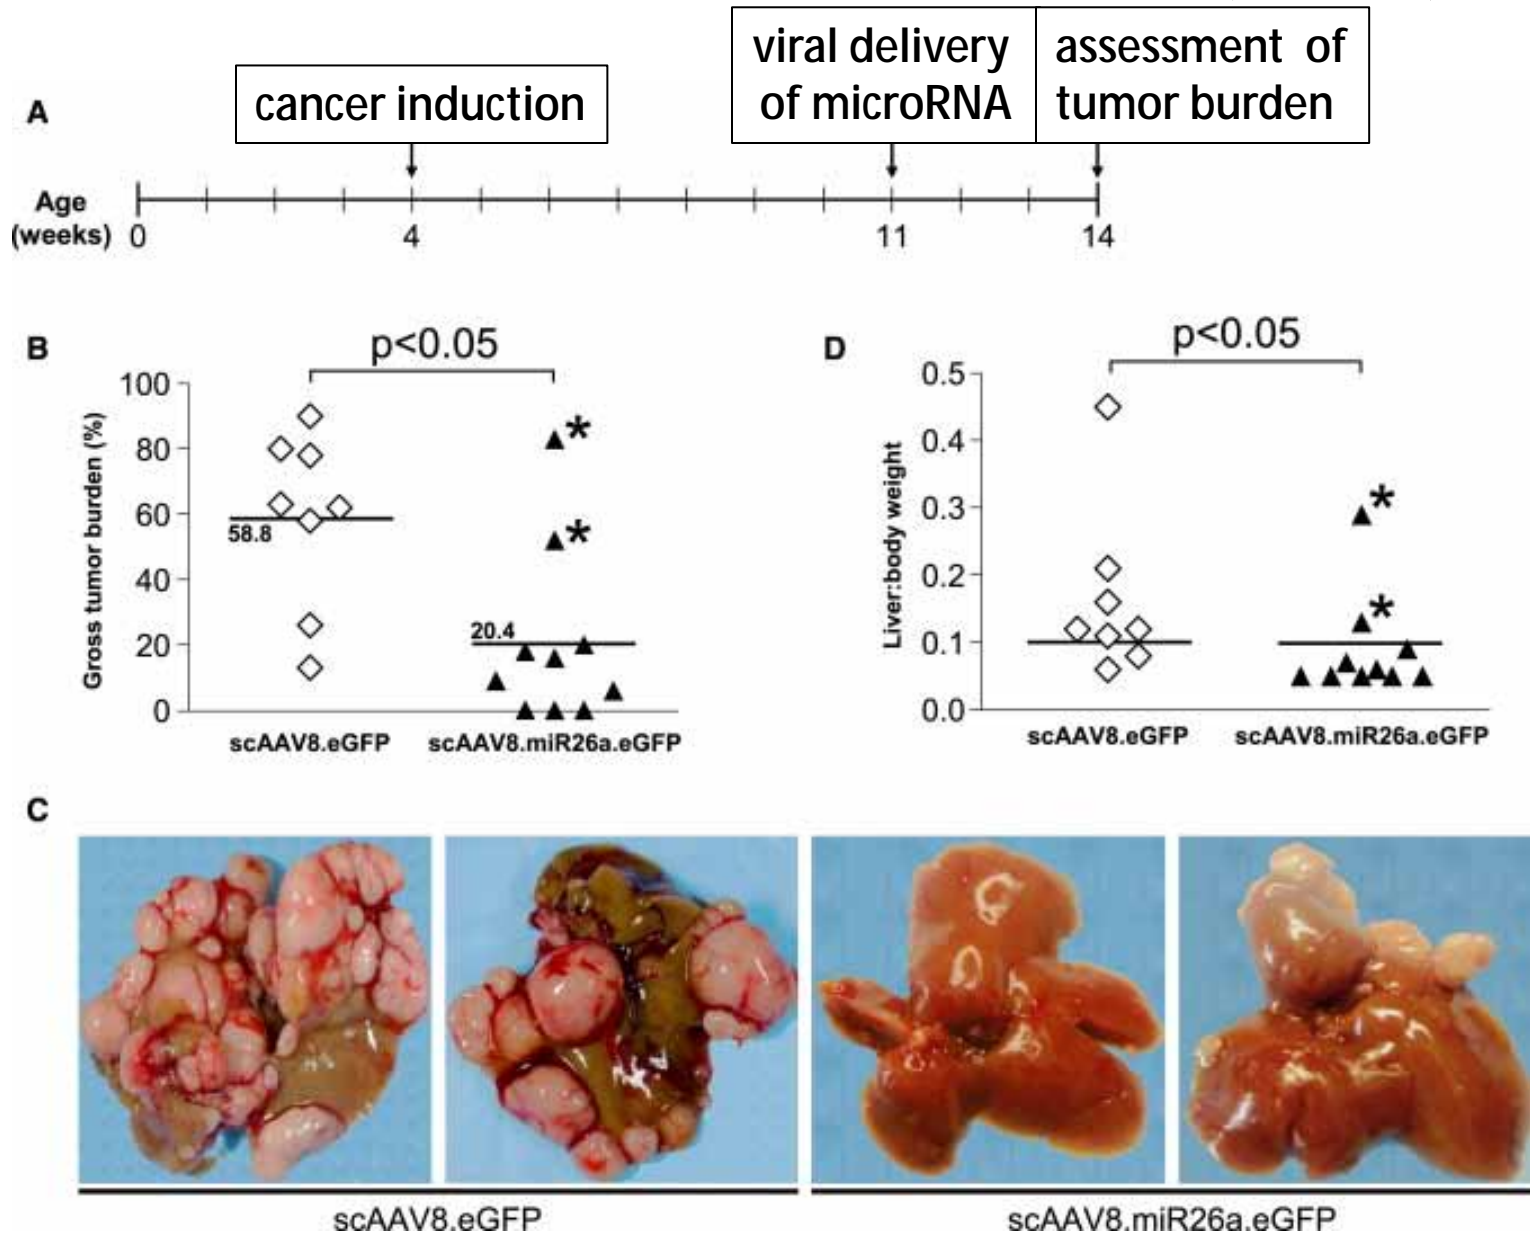 cancer induction
viral delivery
of microRNA
assessment of
tumor burden
A
Age
(weeks)
0
4
11
14
B
p<0.05
100
80
60
40
20
0
Gross tumor burden (%)
58.8
20.4
*
*
scAAV8.eGFP
scAAV8.miR26a.eGFP
D
p<0.05
0.5
0.4
0.3
0.2
0.1
0.0
Liver:body weight
*
*
scAAV8.eGFP
scAAV8.miR26a.eGFP
C
scAAV8.eGFP
scAAV8.miR26a.eGFP